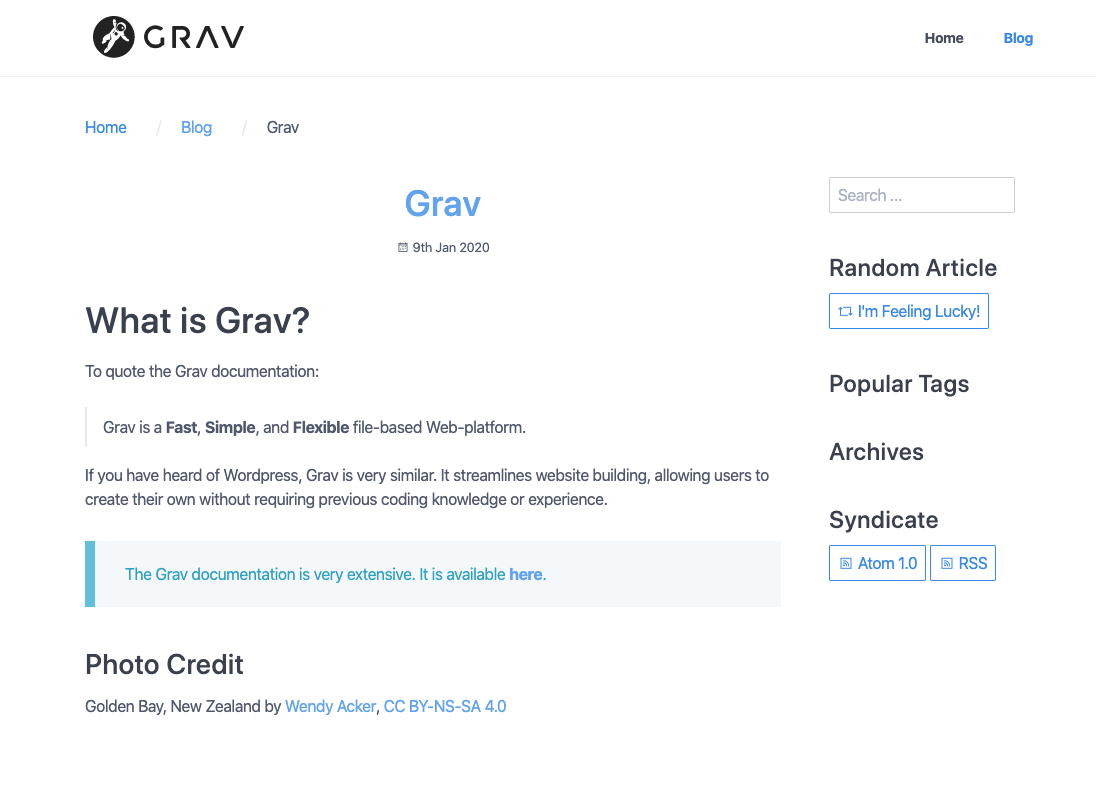 GRAV
Home
Blog
Home / Blog / Grav
Grav
9th Jan 2020
What is Grav?
To quote the Grav documentation:
Grav is a Fast, Simple, and Flexible file-based Web-platform.
If you have heard of Wordpress, Grav is very similar. It streamlines website building, allowing users to
create their own without requiring previous coding knowledge or experience.
The Grav documentation is very extensive. It is available here.
Photo Credit
Golden Bay, New Zealand by Wendy Acker, CC BY-NS-SA 4.0
Search ...
Random Article
I'm Feeling Lucky!
Popular Tags
Archives
Syndicate
Atom 1.0
RSS